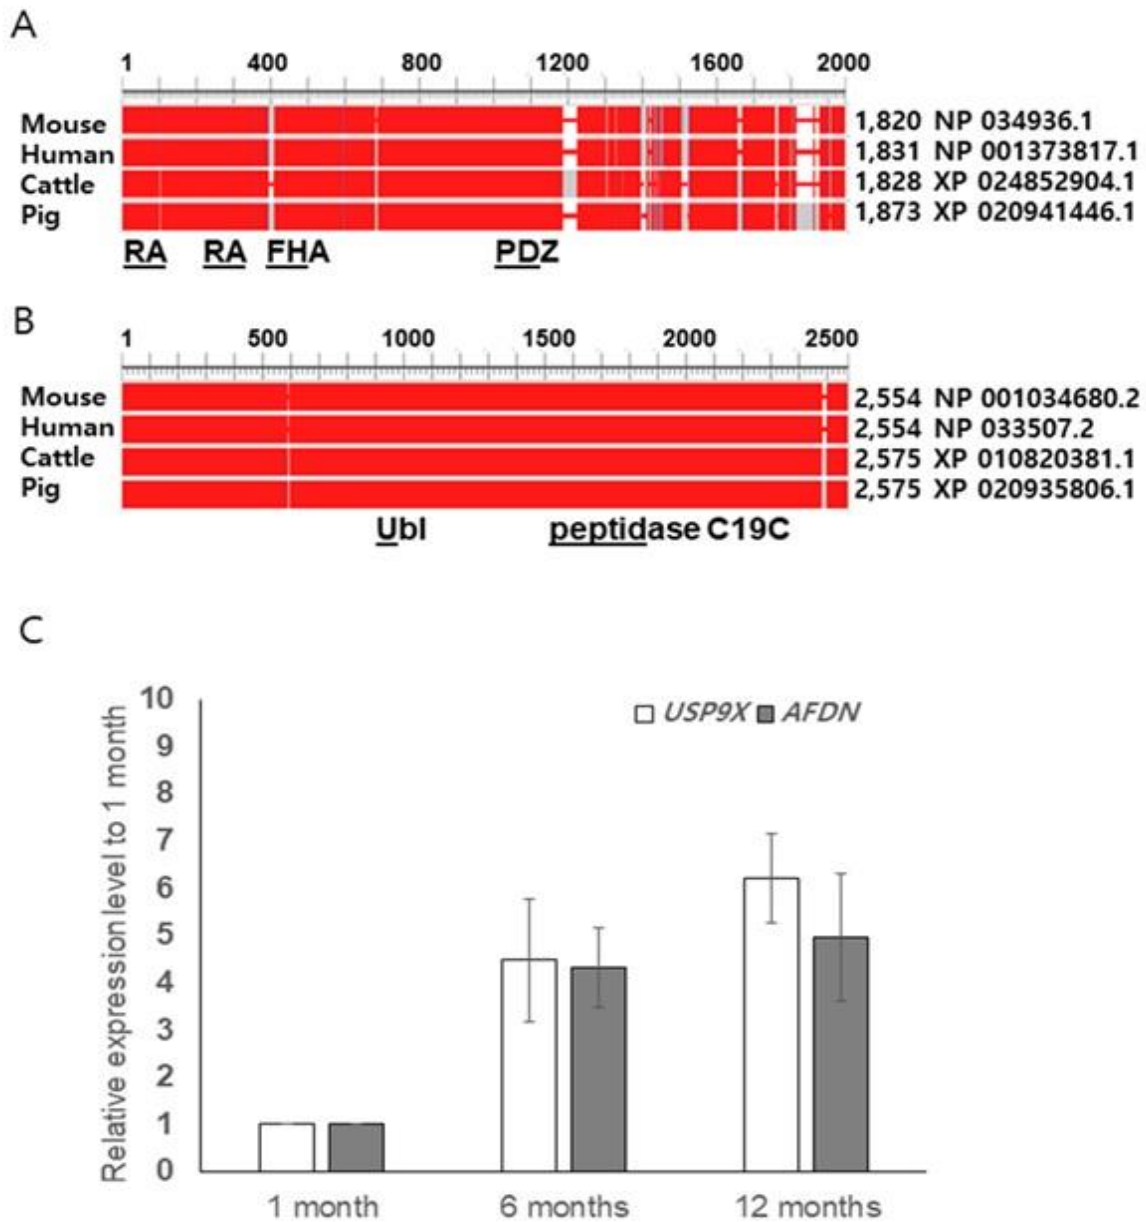 A
1 400 800 1200 1600 2000
Mouse 1,820 NP 034936.1
Human 1,831 NP 001373817.1
Cattle 1,828 XP 024852904.1
Pig 1,873 XP 020941446.1
RA RA FHA PDZ
B
1 500 1000 1500 2000 2500
Mouse 2,554 NP 001034680.2
Human 2,554 NP 033507.2
Cattle 2,575 XP 010820381.1
Pig 2,575 XP 020935806.1
Ubl peptidase C19C
C
Relative expression level to 1 month
10
9
8
7
6
5
4
3
2
1
0
USP9X AFDN
1 month 6 months 12 months